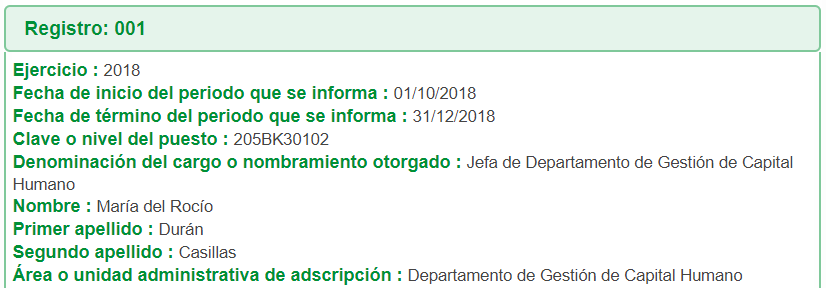 Registro: 001
Ejercicio : 2018
Fecha de inicio del periodo que se informa : 01/10/2018
Fecha de término del periodo que se informa : 31/12/2018
Clave o nivel del puesto : 205BK30102
Denominación del cargo o nombramiento otorgado : Jefa de Departamento de Gestión de Capital
Humano
Nombre : María del Rocío
Primer apellido : Durán
Segundo apellido : Casillas
Área o unidad administrativa de adscripción : Departamento de Gestión de Capital Humano